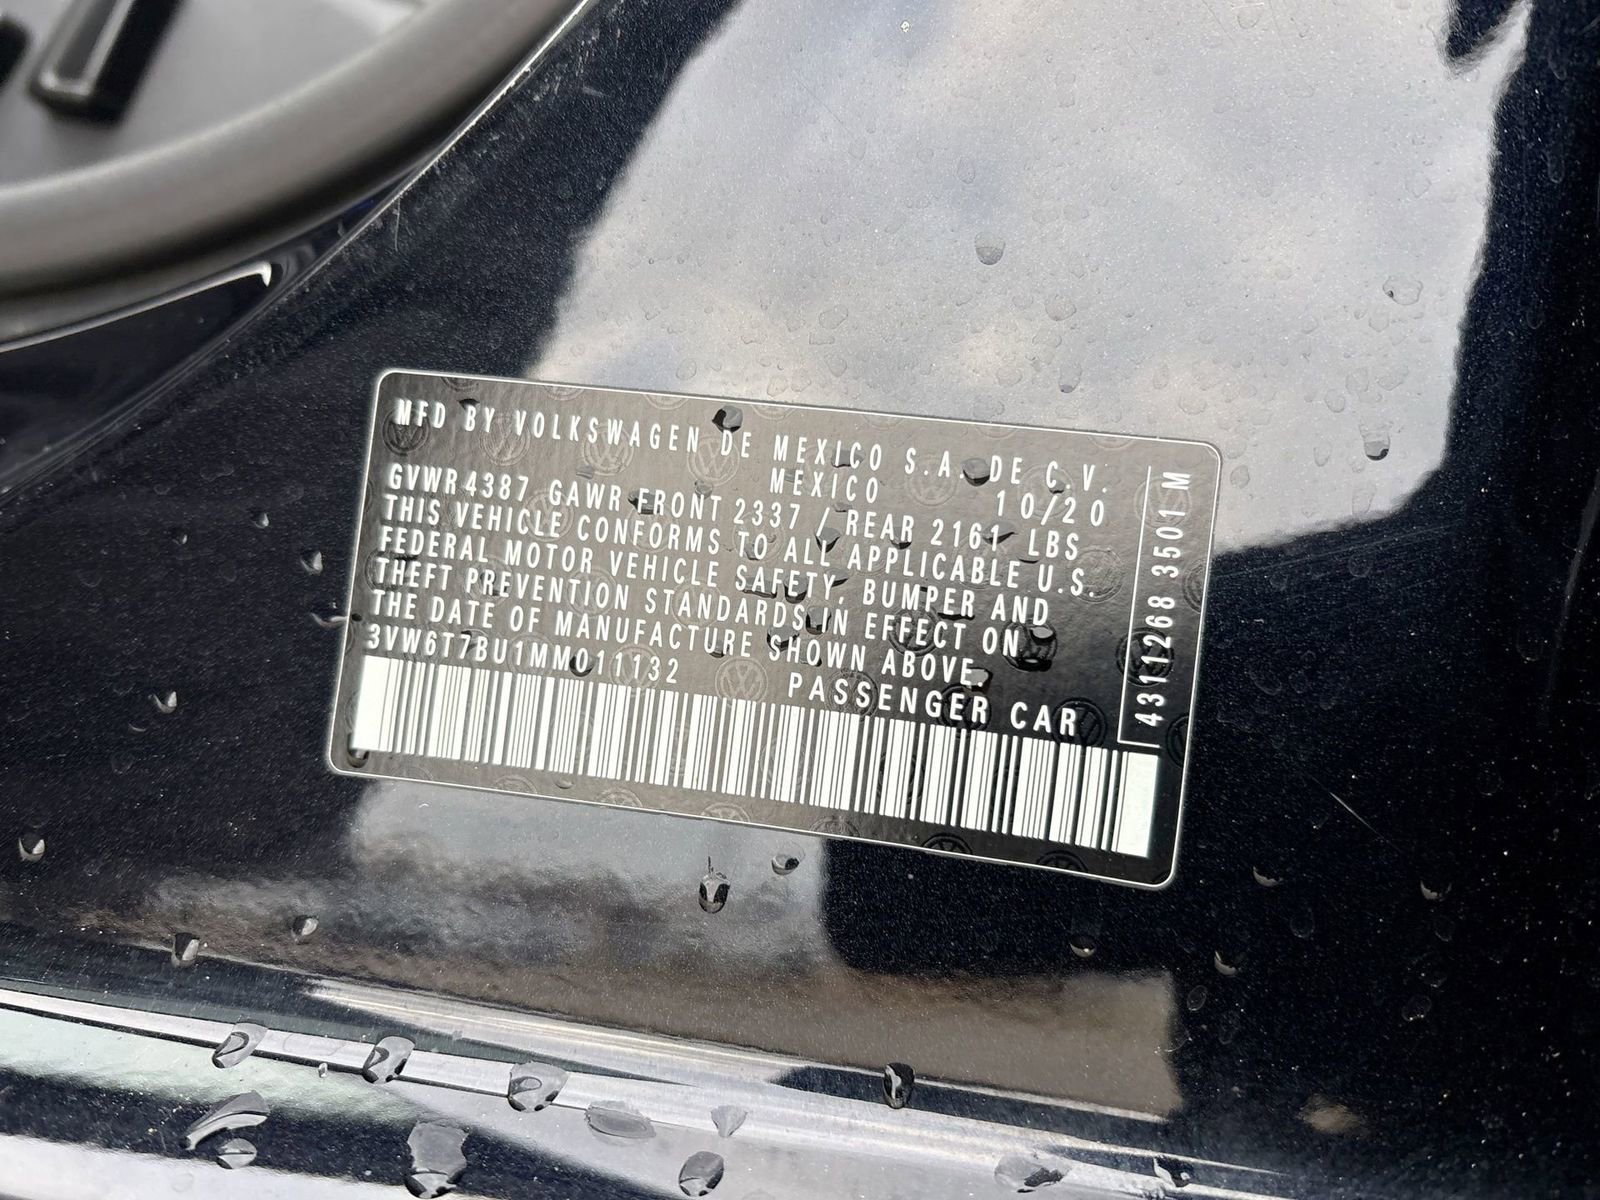 MFD BY VOLKSWAGEN DE MEXICO S.A. DE C.V.
MEXICO 10/20
GVWR 4387 GAWR FRONT 2337 / REAR 2161 LBS
THIS VEHICLE CONFORMS TO ALL APPLICABLE U.S.
FEDERAL MOTOR VEHICLE SAFETY, BUMPER AND
THEFT PREVENTION STANDARDS IN EFFECT ON
THE DATE OF MANUFACTURE SHOWN ABOVE.
3VW6T7BU1MM011132 PASSENGER CAR
4311268 3501 M